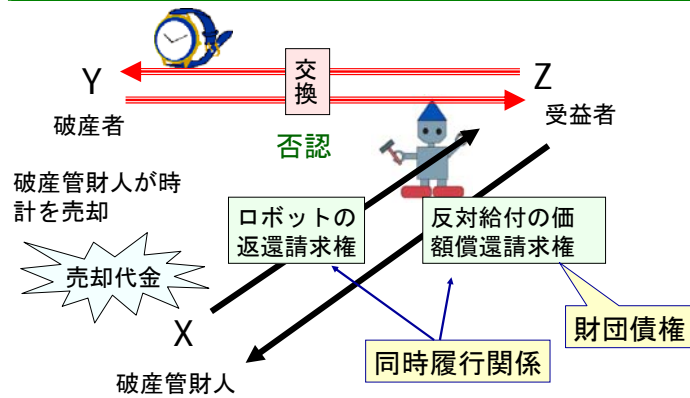 交
換
Y
Z
破産者
受益者
否認
破産管財人が時
計を売却
ロボットの
返還請求権
反対給付の価
額償還請求権
売却代金
財団債権
X
同時履行関係
破産管財人